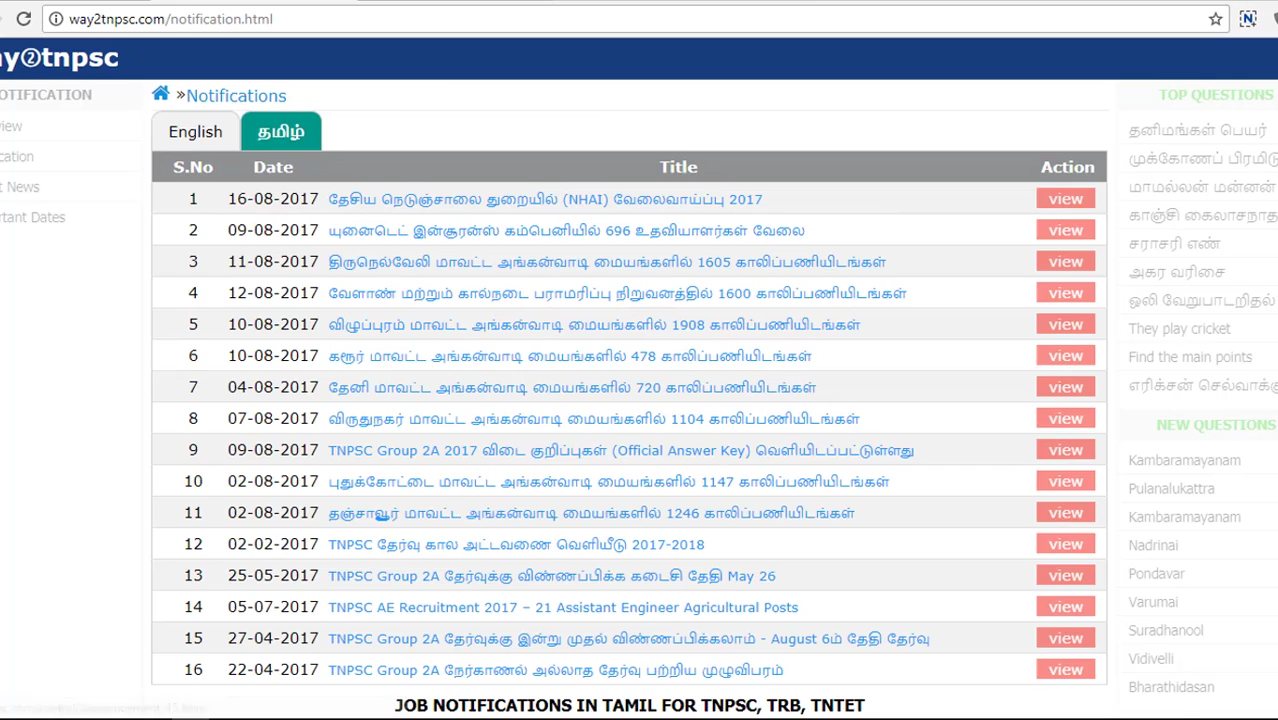 way2tnpsc.com/notification.html
tnpsc
»Notifications
English தமிழ்
S.No Date Title Action
1 16-08-2017 தேசிய நெடுஞ்சாலை துறையில் (NHAI) வேலைவாய்ப்பு 2017 view
2 09-08-2017 யுனைடெட் இன்சூரன்ஸ் கம்பெனியில் 696 உதவியாளர்கள் வேலை view
3 11-08-2017 திருநெல்வேலி மாவட்ட அங்கன்வாடி மையங்களில் 1605 காலிப்பணியிடங்கள் view
4 12-08-2017 வேளாண் மற்றும் கால்நடை பராமரிப்பு நிறுவனத்தில் 1600 காலிப்பணியிடங்கள் view
5 10-08-2017 விழுப்புரம் மாவட்ட அங்கன்வாடி மையங்களில் 1908 காலிப்பணியிடங்கள் view
6 10-08-2017 கரூர் மாவட்ட அங்கன்வாடி மையங்களில் 478 காலிப்பணியிடங்கள் view
7 04-08-2017 தேனி மாவட்ட அங்கன்வாடி மையங்களில் 720 காலிப்பணியிடங்கள் view
8 07-08-2017 விருதுநகர் மாவட்ட அங்கன்வாடி மையங்களில் 1104 காலிப்பணியிடங்கள் view
9 09-08-2017 TNPSC Group 2A 2017 விடை குறிப்புகள் (Official Answer Key) வெளியிடப்பட்டுள்ளது view
10 02-08-2017 புதுக்கோட்டை மாவட்ட அங்கன்வாடி மையங்களில் 1147 காலிப்பணியிடங்கள் view
11 02-08-2017 தஞ்சாவூர் மாவட்ட அங்கன்வாடி மையங்களில் 1246 காலிப்பணியிடங்கள் view
12 02-02-2017 TNPSC தேர்வு கால அட்டவணை வெளியீடு 2017-2018 view
13 25-05-2017 TNPSC Group 2A தேர்வுக்கு விண்ணப்பிக்க கடைசி தேதி May 26 view
14 05-07-2017 TNPSC AE Recruitment 2017 – 21 Assistant Engineer Agricultural Posts view
15 27-04-2017 TNPSC Group 2A தேர்வுக்கு இன்று முதல் விண்ணப்பிக்கலாம் - August 6ம் தேதி தேர்வு view
16 22-04-2017 TNPSC Group 2A நேர்காணல் அல்லாத தேர்வு பற்றிய முழுவிபரம் view
JOB NOTIFICATIONS IN TAMIL FOR TNPSC, TRB, TNTET
OTIFICATION
iew
cation
t News
rtant Dates
TOP QUESTIONS
தனிமங்கள் பெயர்
முக்கோணப் பிரமிடு
மாமல்லன் மன்னன்
காஞ்சி கைலாசநாத
சராசரி எண்
அகர வரிசை
ஒலி வேறுபாடறிதல்
They play cricket
Find the main points
எரிக்சன் செல்வாக்கு
NEW QUESTIONS
Kambaramayanam
Pulanalukattra
Kambaramayanam
Nadrinai
Pondavar
Varumai
Suradhanool
Vidivelli
Bharathidasan